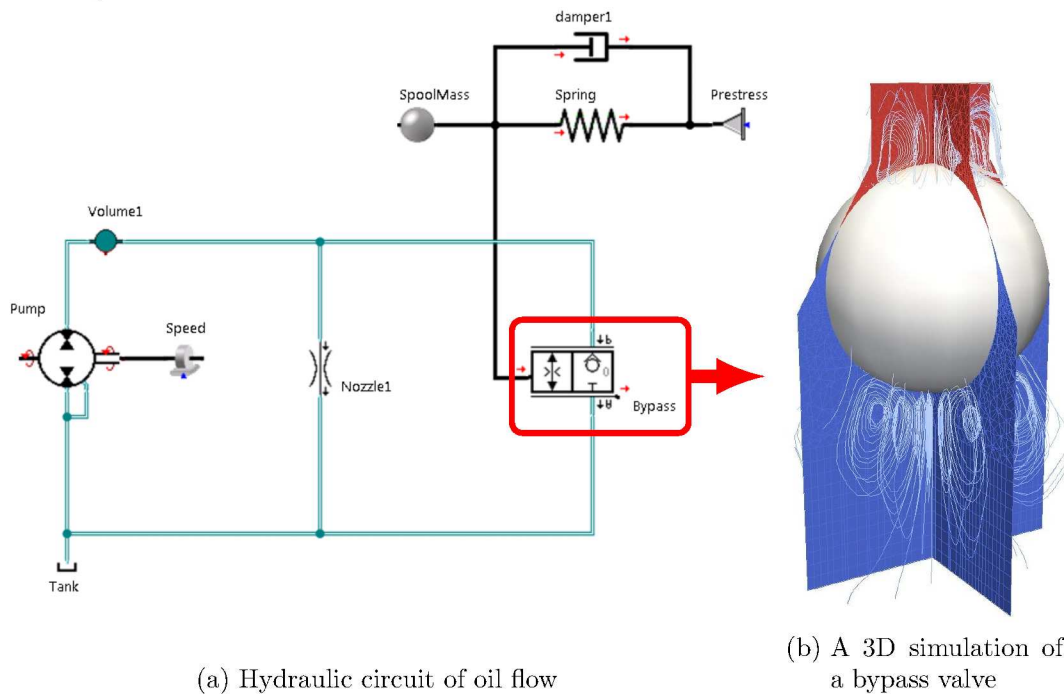 damper1
SpoolMass
Spring
Prestress
Volume1
Pump
Speed
Nozzle1
Bypass
Tank
(a) Hydraulic circuit of oil flow
(b) A 3D simulation of
a bypass valve